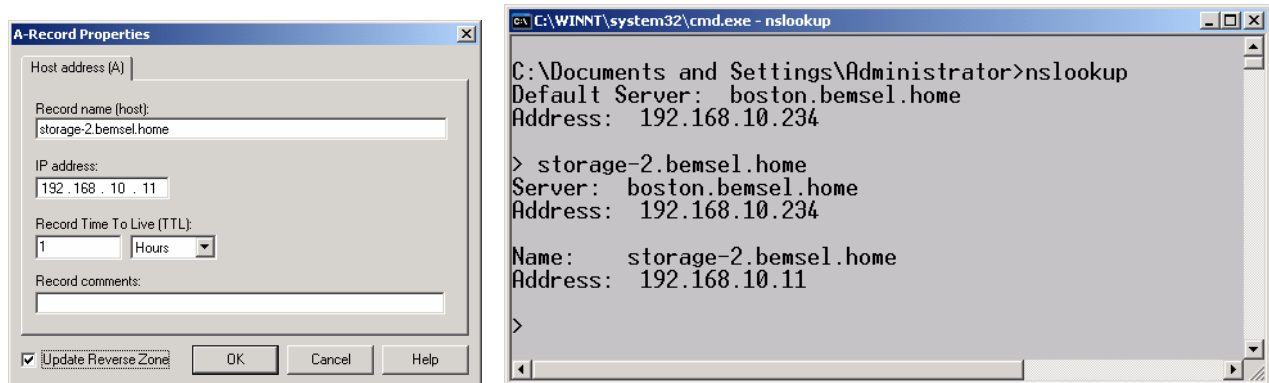 A-Record Properties
Host address (A)
Record name (host):
storage-2.bemsel.home
IP address:
192 . 168 . 10 . 11
Record Time To Live (TTL):
1 Hours
Record comments:
Update Reverse Zone OK Cancel Help
C:\WINNT\system32\cmd.exe - nslookup
C:\Documents and Settings\Administrator>nslookup
Default Server:  boston.bemsel.home
Address:  192.168.10.234
> storage-2.bemsel.home
Server:  boston.bemsel.home
Address:  192.168.10.234
Name:    storage-2.bemsel.home
Address:  192.168.10.11
>